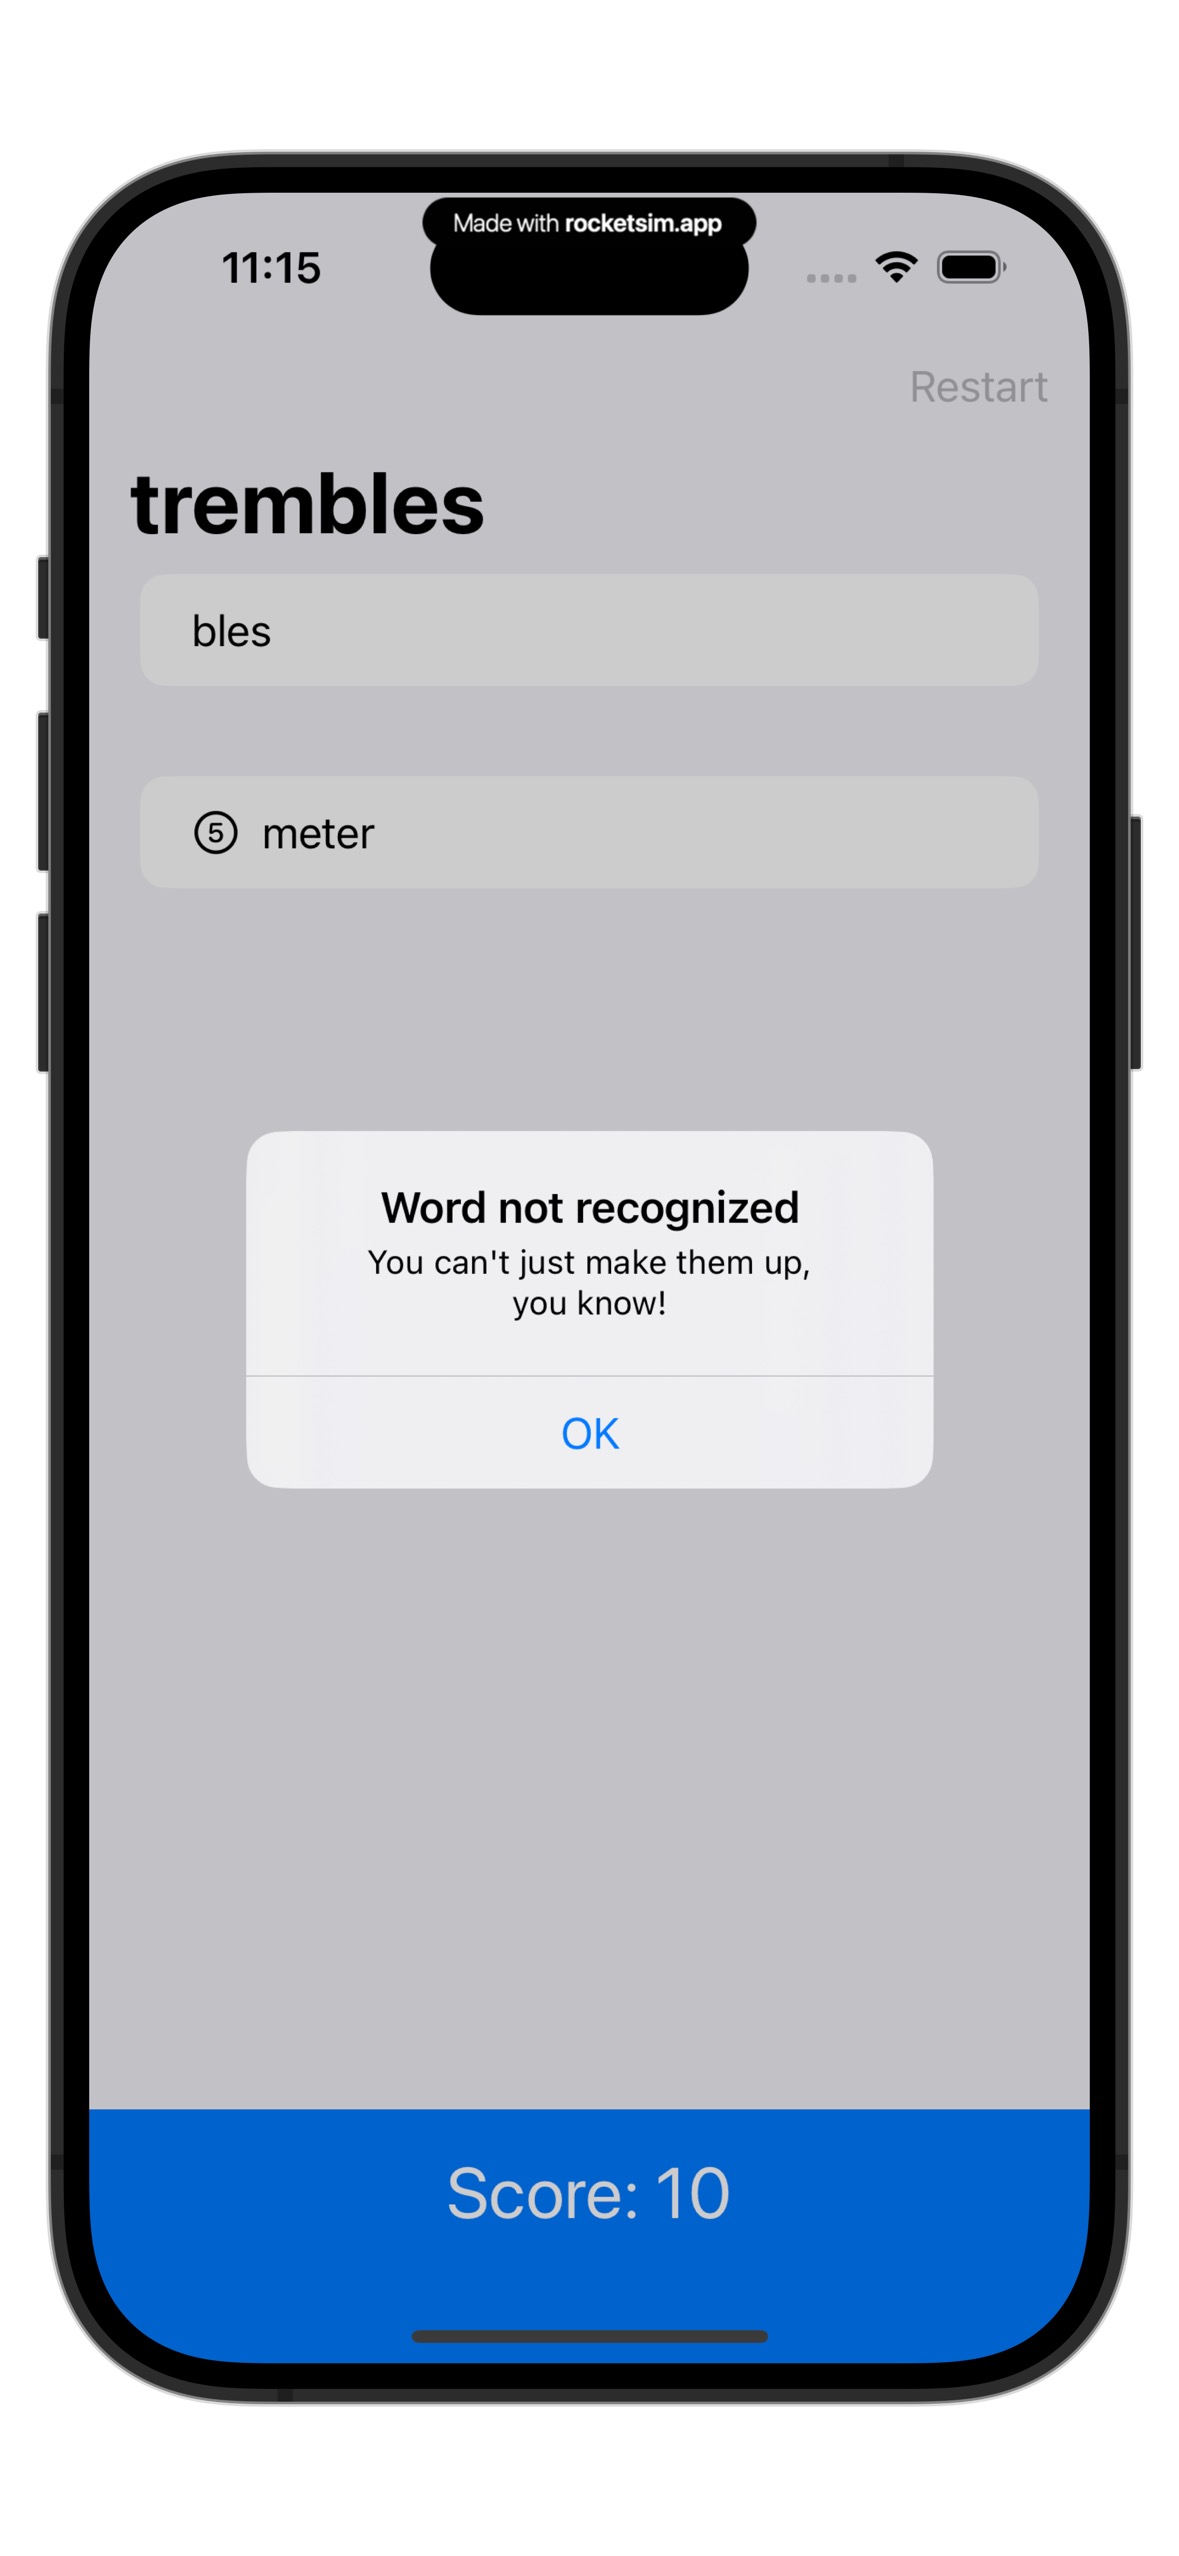 Made with rocketsim.app
11:15
Restart
trembles
bles
5 meter
Word not recognized
You can't just make them up,
you know!
OK
Score: 10